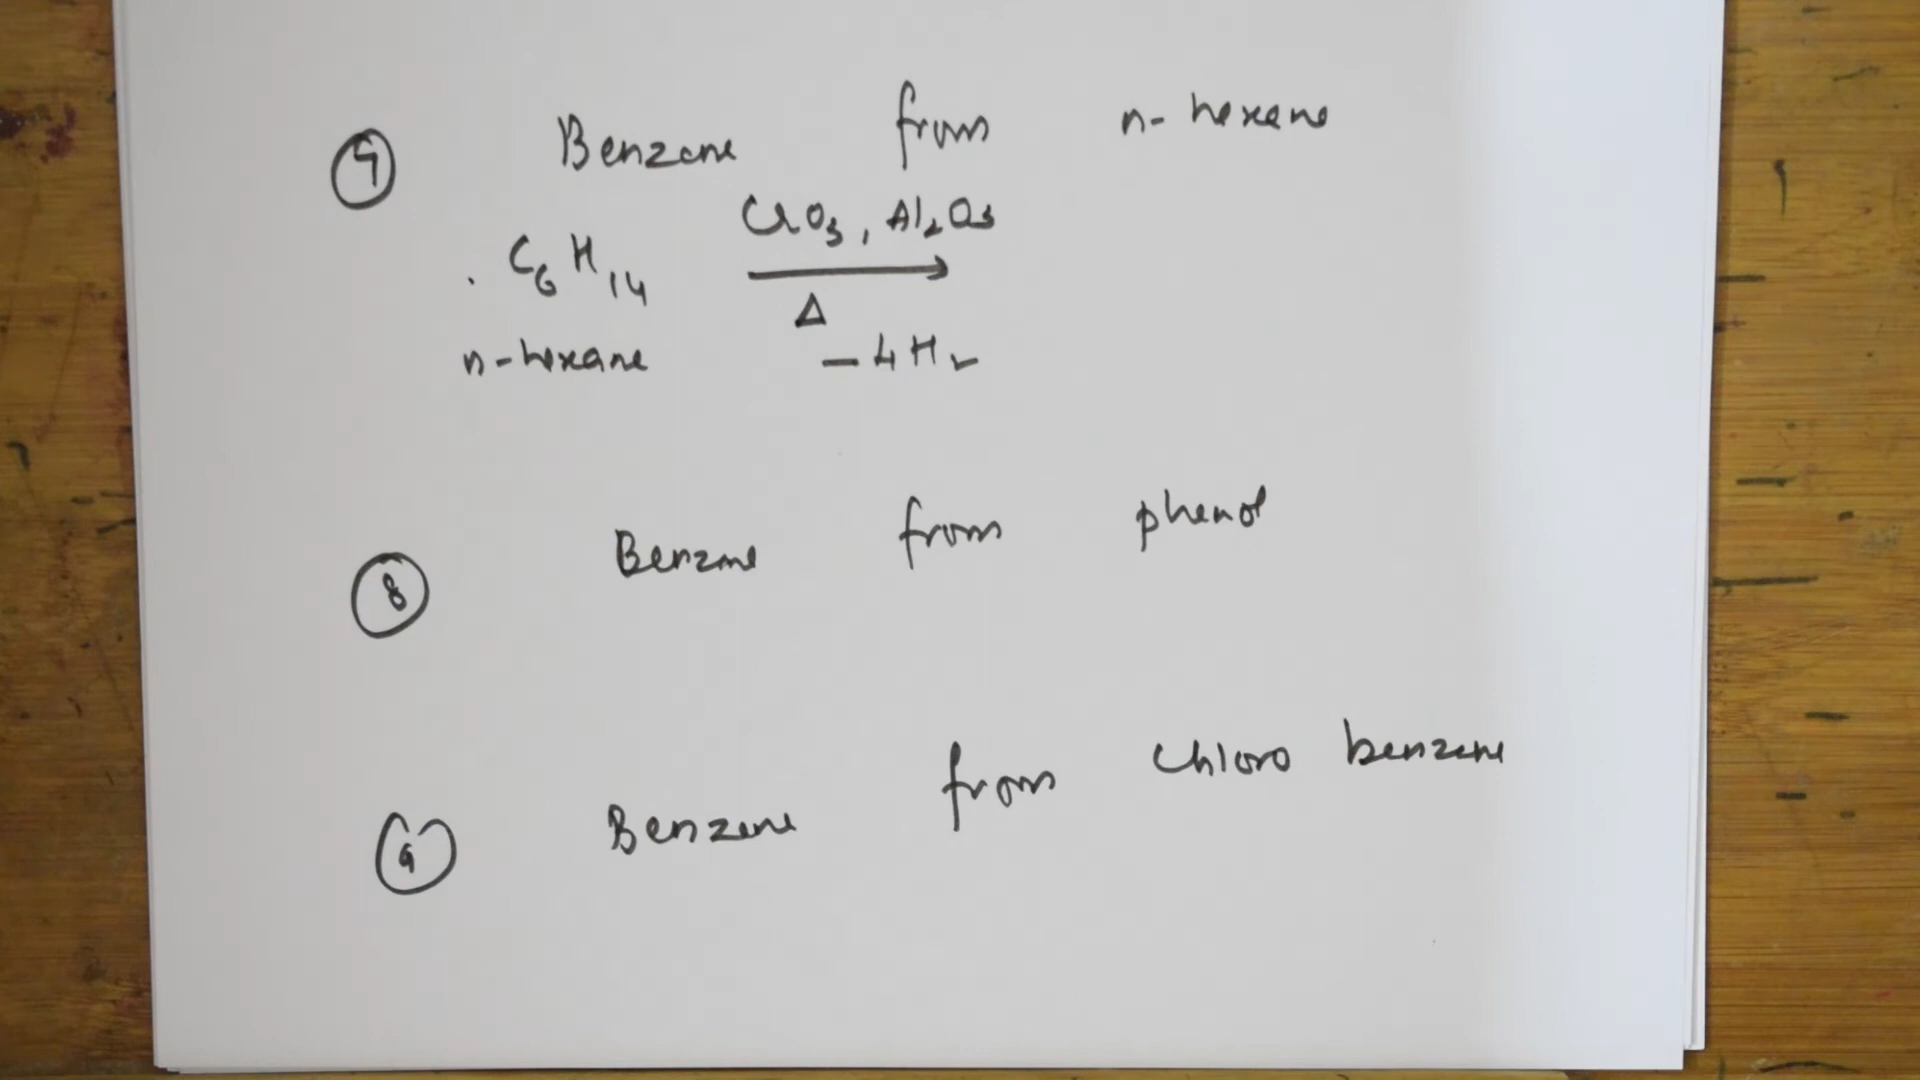 7 Benzene from n-hexane
CrO3, Al2O3
C6H14 ⟶
Δ
n-hexane -4H2
8 Benzene from phenol
9 Benzene from chloro benzene